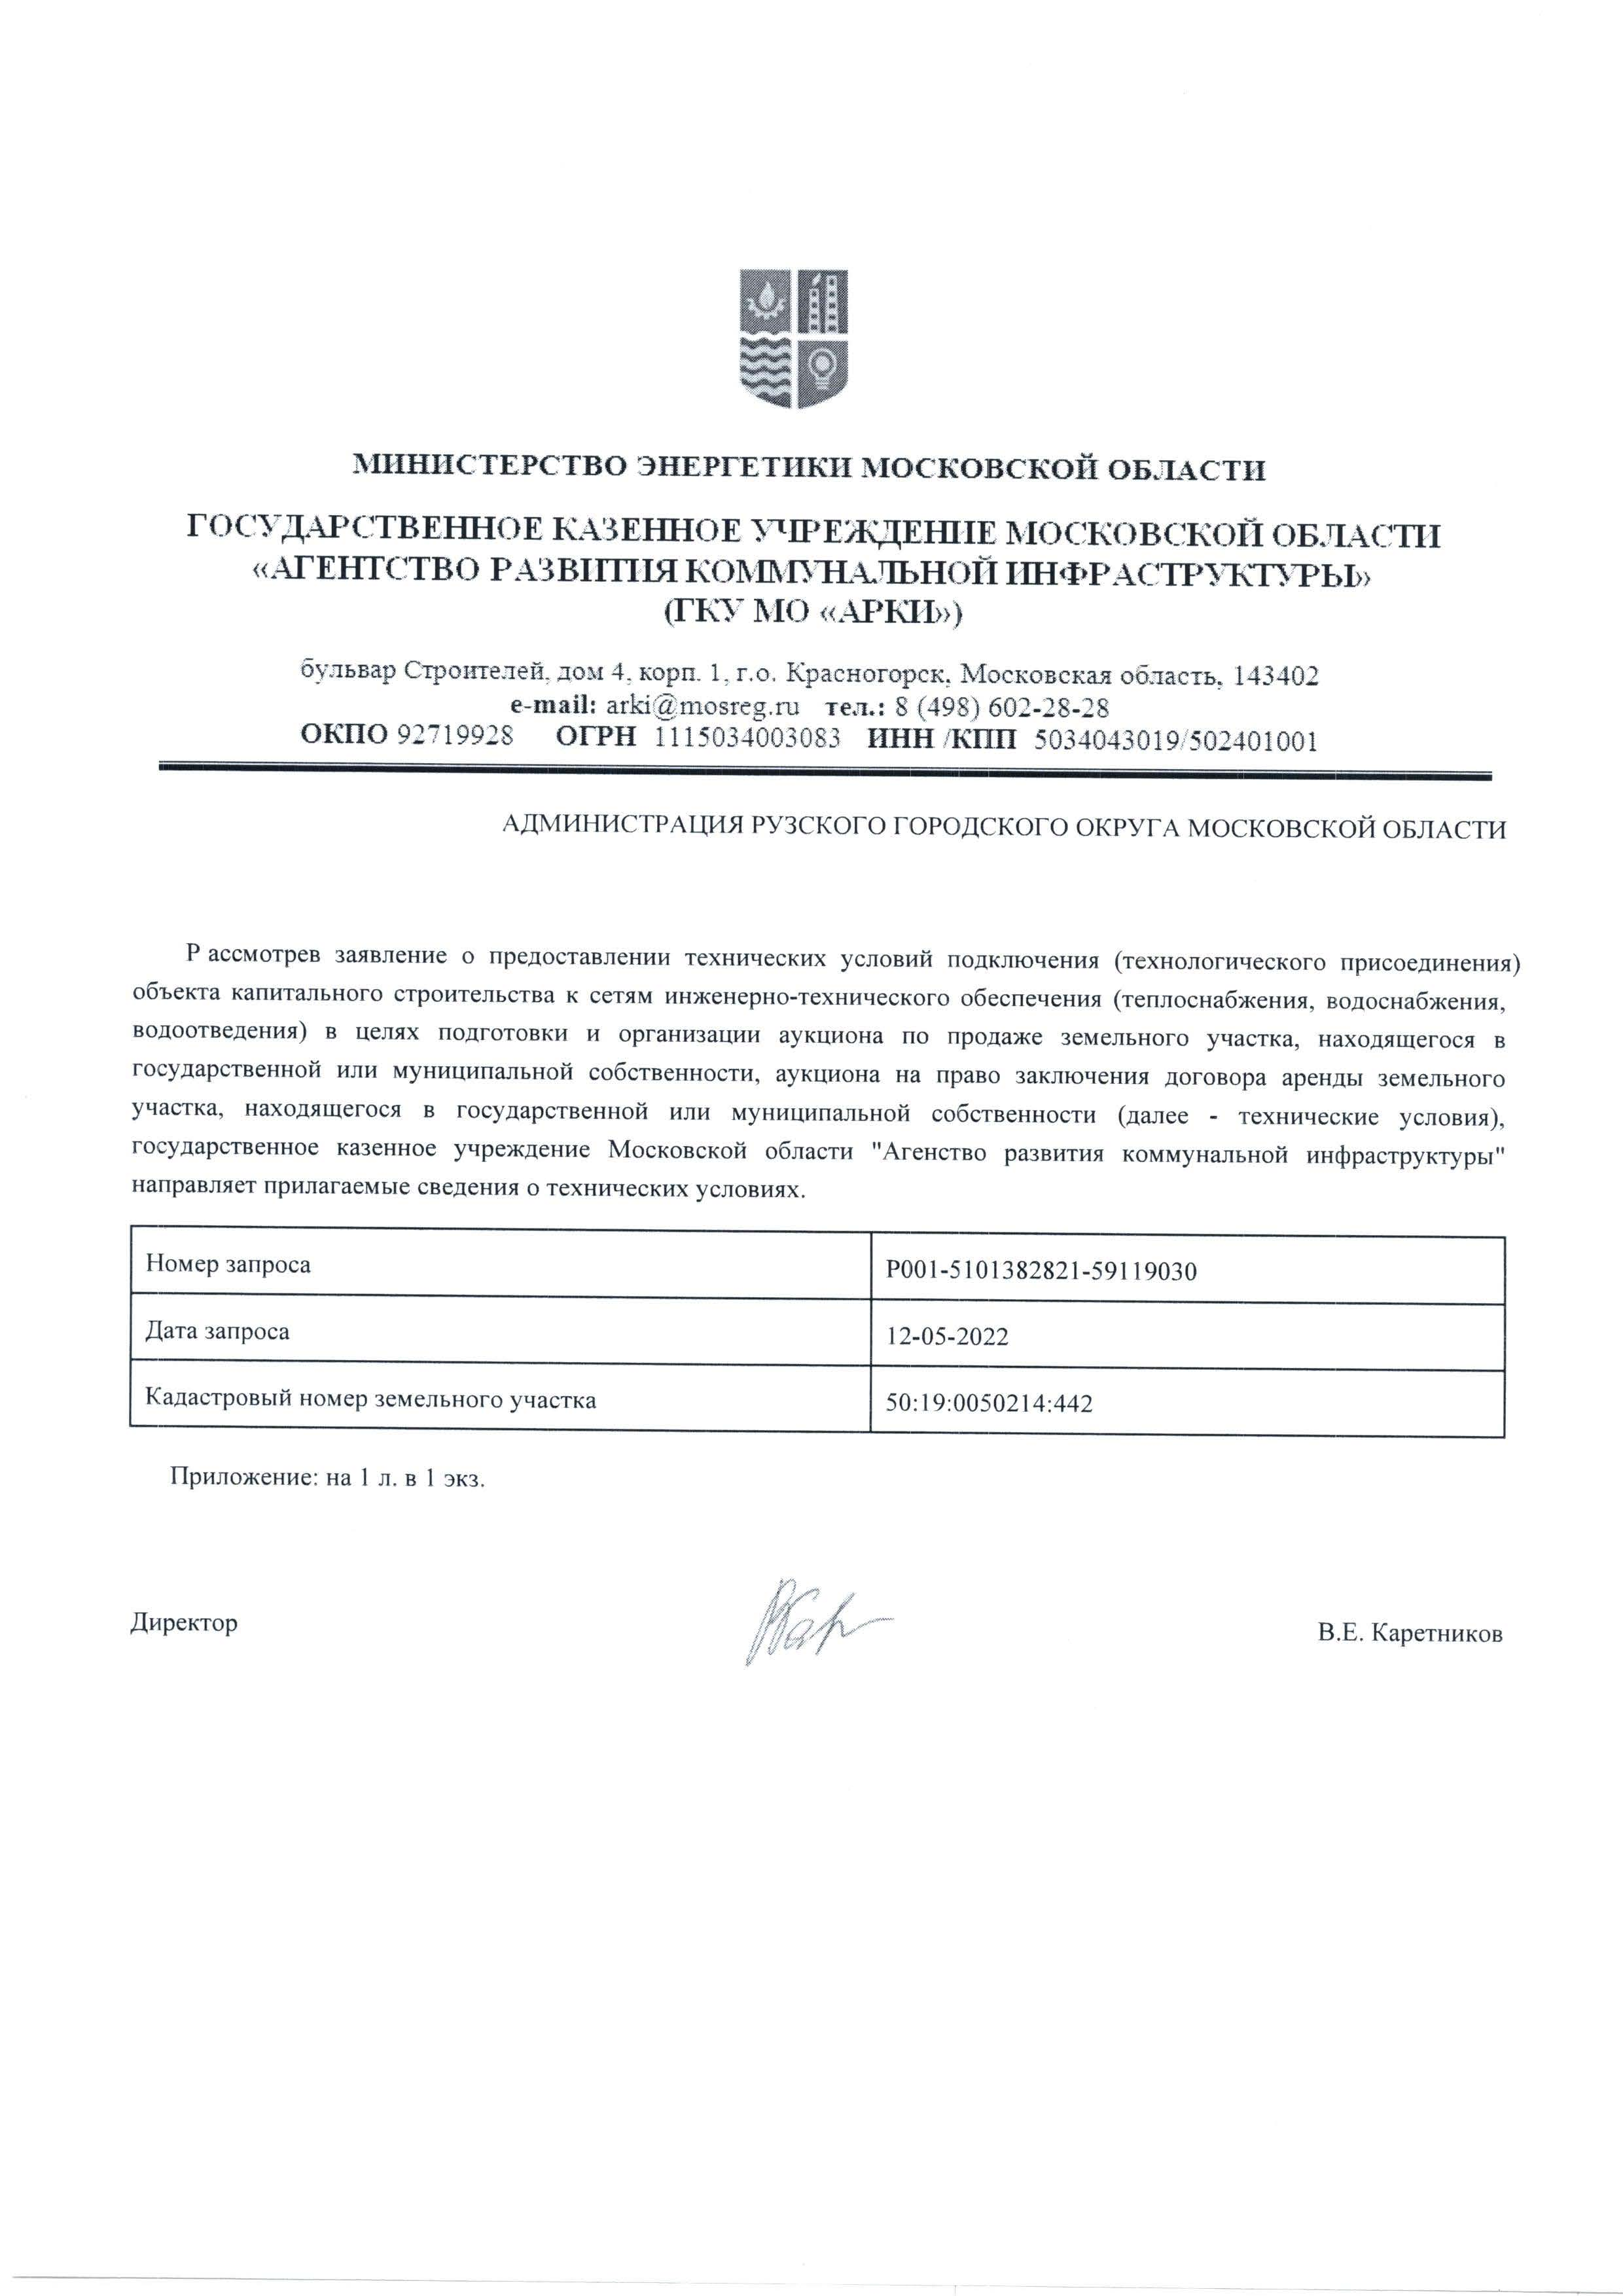 МИНИСТЕРСТВО ЭНЕРГЕТИКИ МОСКОВСКОЙ ОБЛАСТИ
ГОСУДАРСТВЕННОЕ КАЗЕННОЕ УЧРЕЖДЕНИЕ МОСКОВСКОЙ ОБЛАСТИ
«АГЕНТСТВО РАЗВИТИЯ КОММУНАЛЬНОЙ ИНФРАСТРУКТУРЫ»
(ГКУ МО «АРКИ»)
бульвар Строителей, дом 4, корп. 1, г.о. Красногорск, Московская область, 143402
e-mail: arki@mosreg.ru тел.: 8 (498) 602-28-28
ОКПО 92719928 ОГРН 1115034003083 ИНН /КПП 5034043019/502401001
АДМИНИСТРАЦИЯ РУЗСКОГО ГОРОДСКОГО ОКРУГА МОСКОВСКОЙ ОБЛАСТИ
Р ассмотрев заявление о предоставлении технических условий подключения (технологического присоединения)
объекта капитального строительства к сетям инженерно-технического обеспечения (теплоснабжения, водоснабжения,
водоотведения) в целях подготовки и организации аукциона по продаже земельного участка, находящегося в
государственной или муниципальной собственности, аукциона на право заключения договора аренды земельного
участка, находящегося в государственной или муниципальной собственности (далее - технические условия),
государственное казенное учреждение Московской области "Агенство развития коммунальной инфраструктуры"
направляет прилагаемые сведения о технических условиях.
Номер запроса P001-5101382821-59119030
Дата запроса 12-05-2022
Кадастровый номер земельного участка 50:19:0050214:442
Приложение: на 1 л. в 1 экз.
Директор В.Е. Каретников